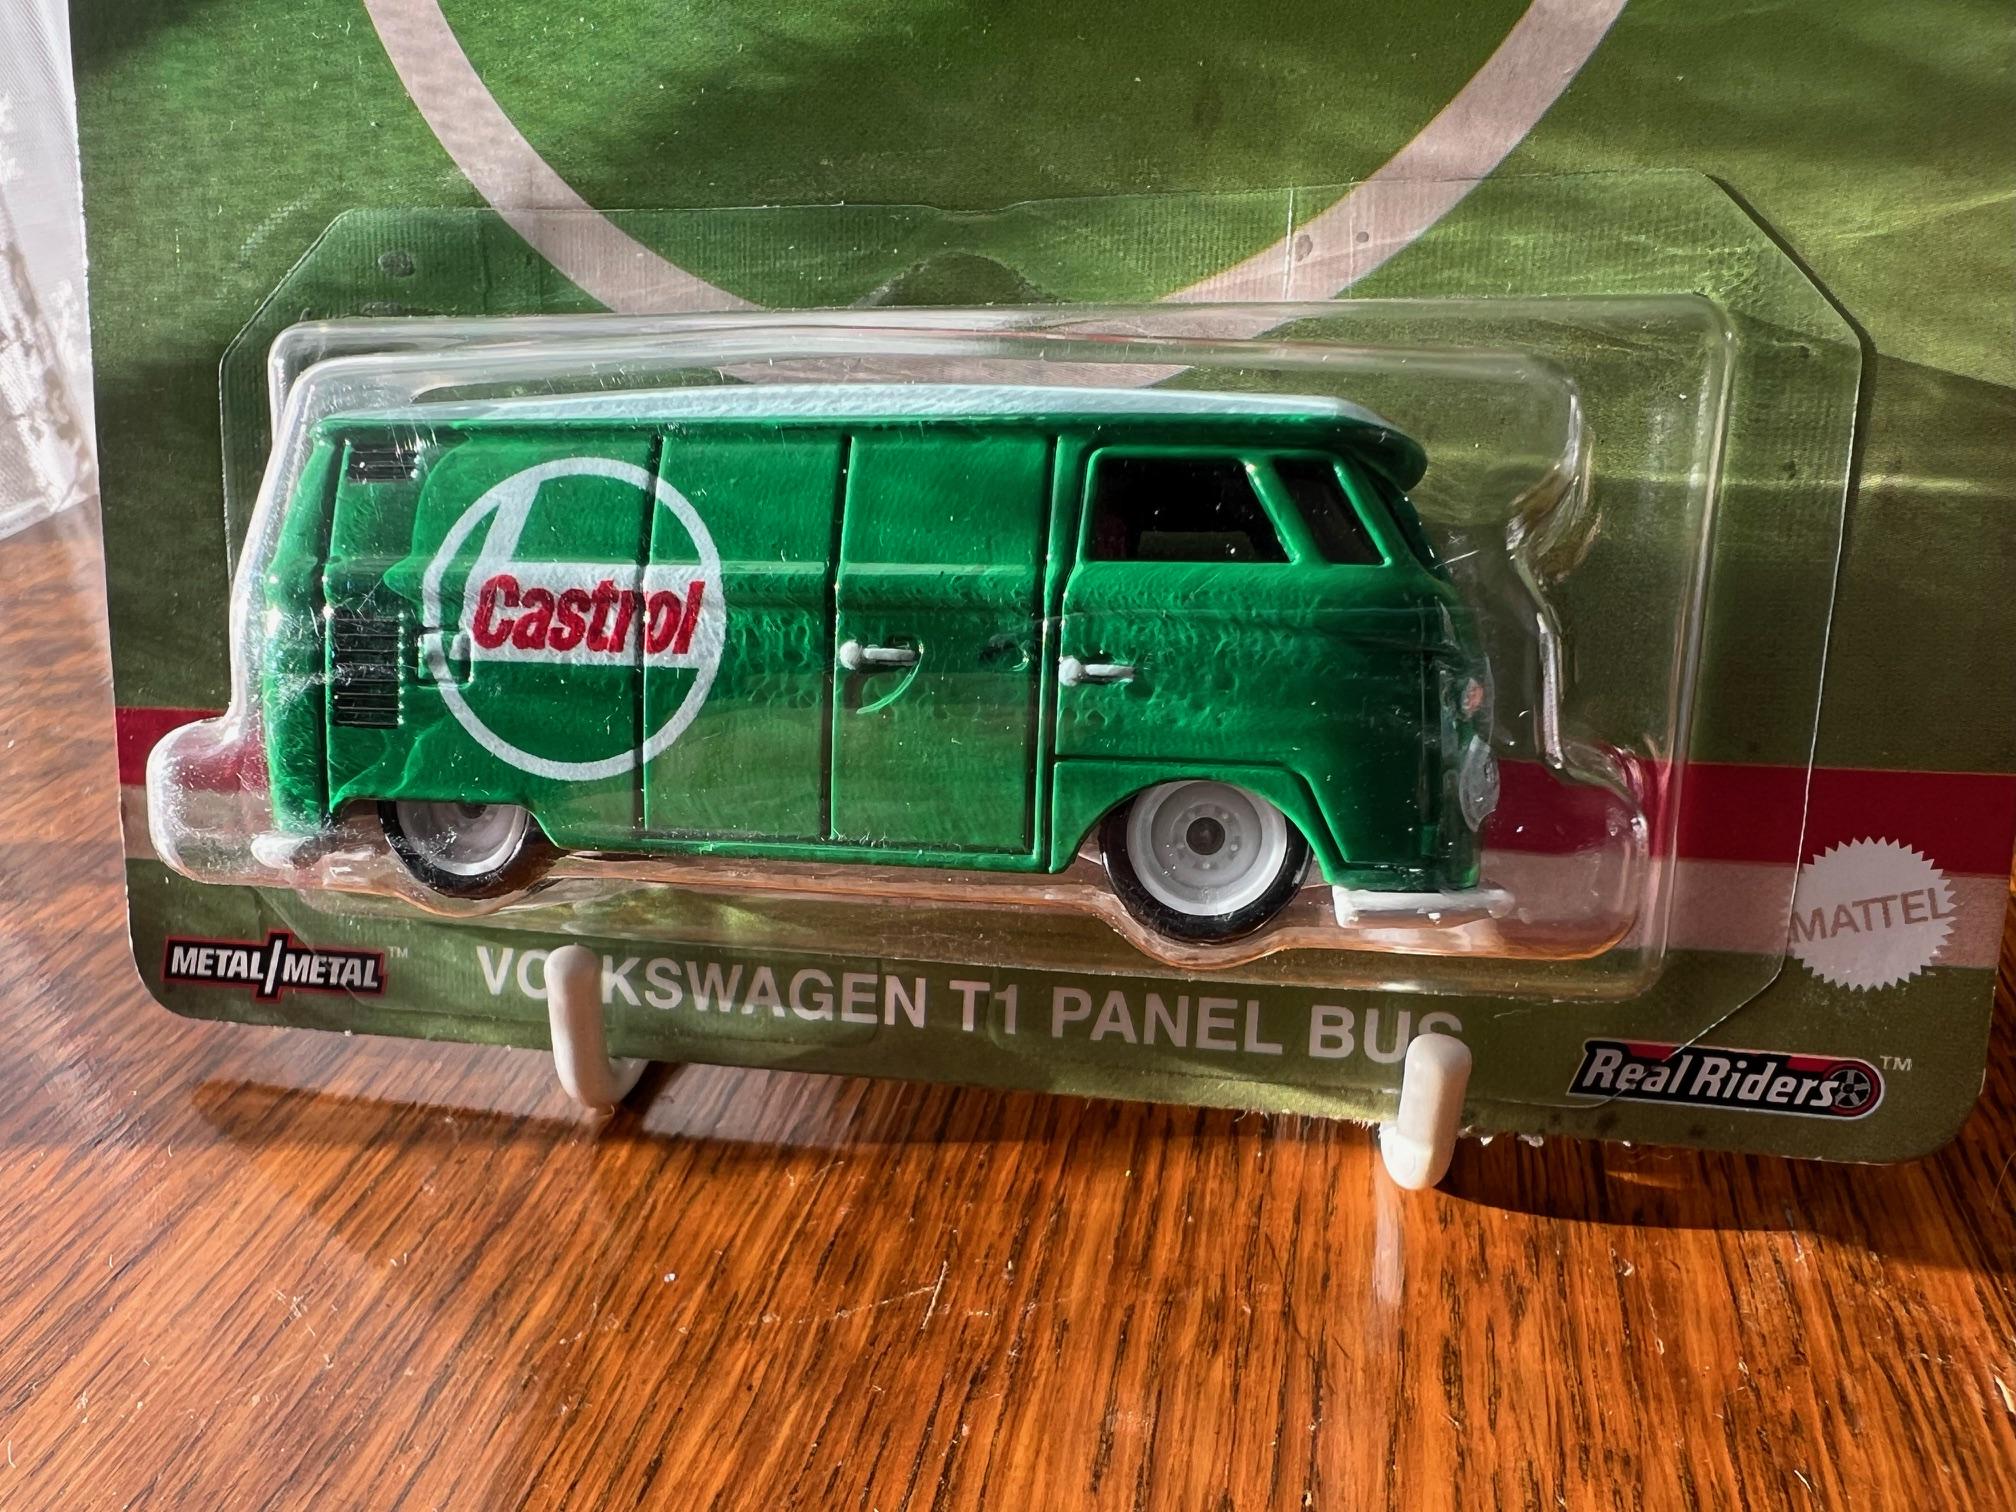 Castrol
MATTEL
METAL/METAL™
VOLKSWAGEN T1 PANEL BUS
Real Riders™